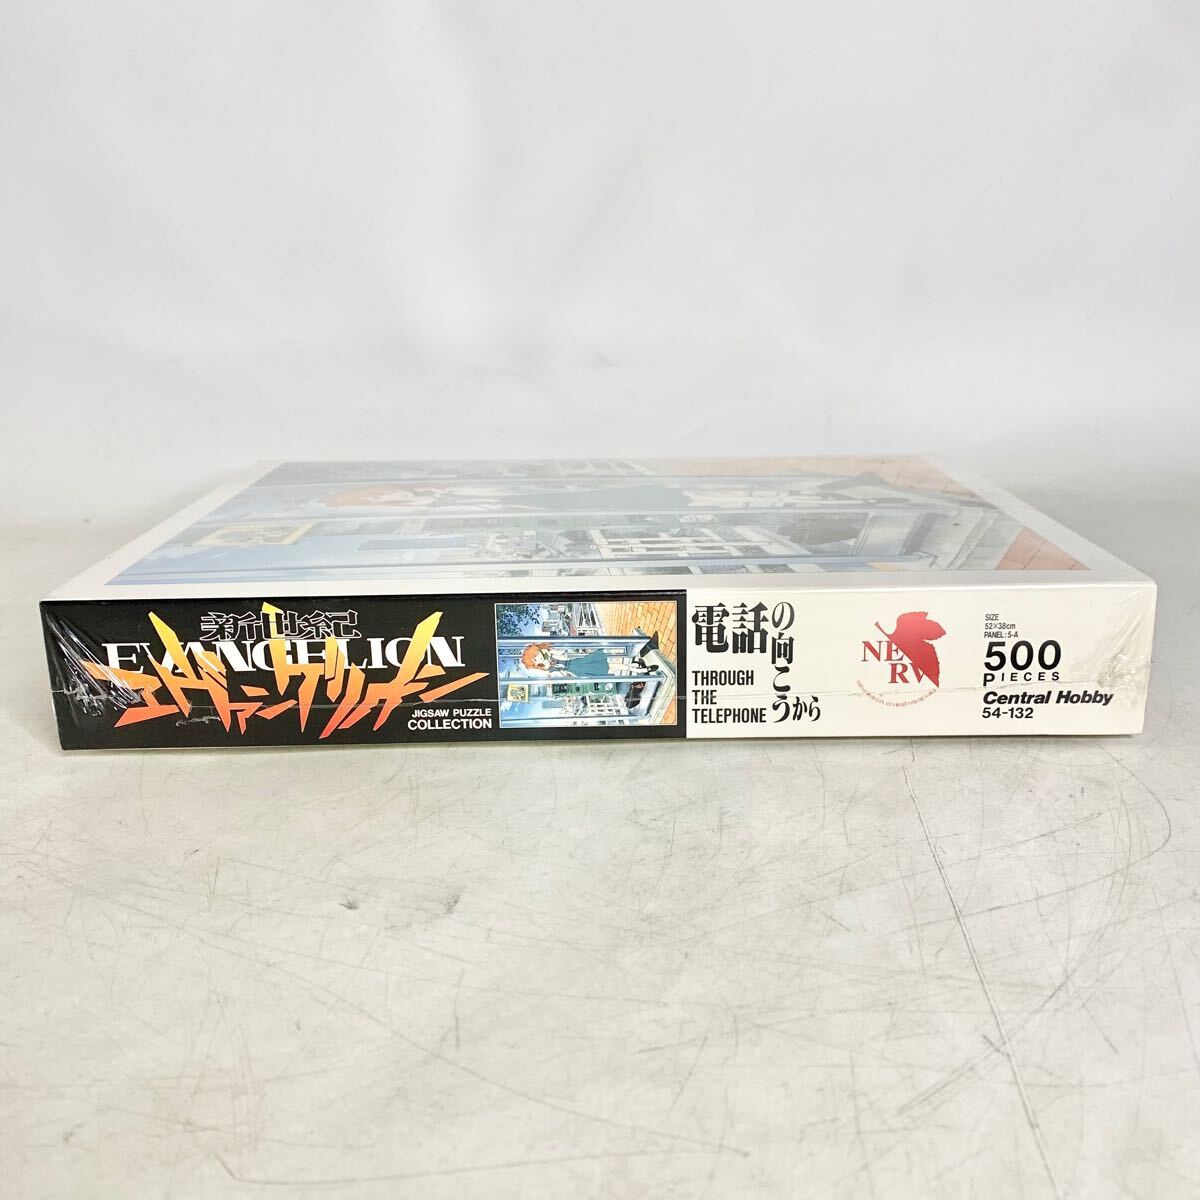 新世紀
EVANGELION
エヴァンゲリオン
JIGSAW PUZZLE
COLLECTION
電話の向こうから
THROUGH
THE
TELEPHONE
NERV
SIZE
52×38cm
PANEL: 5-A
500
PIECES
Central Hobby
54-132